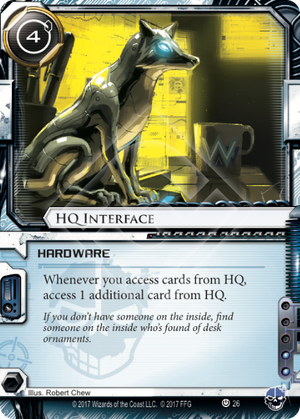 4
HQ Interface
HARDWARE
Whenever you access cards from HQ,
access 1 additional card from HQ.
If you don't have someone on the inside, find
someone on the inside who's found of desk
ornaments.
Illus. Robert Chew
© 2017 Wizards of the Coast LLC. © 2017 FFG
26